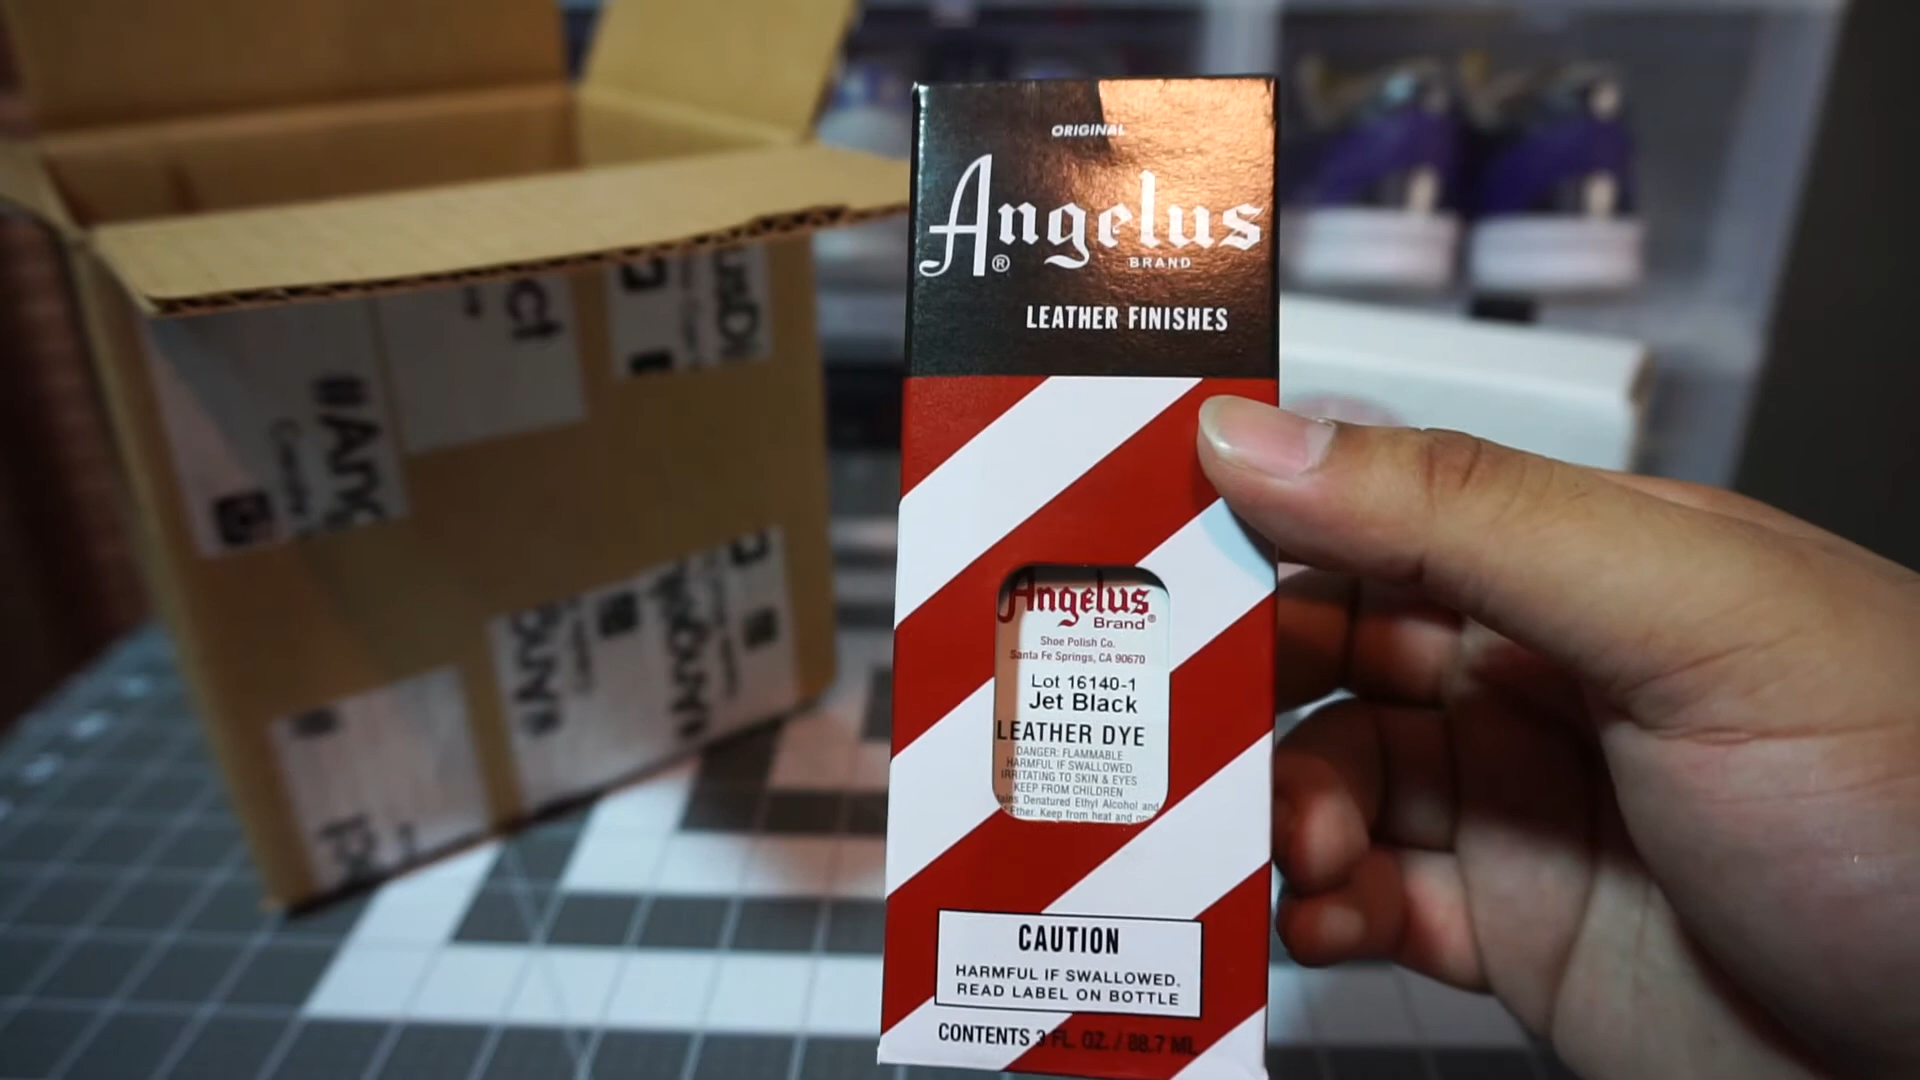 ORIGINAL
Angelus®
BRAND
LEATHER FINISHES
Angelus
Brand®
Shoe Polish Co.
Santa Fe Springs, CA 90670
Lot 16140-1
Jet Black
LEATHER DYE
DANGER: FLAMMABLE
HARMFUL IF SWALLOWED
IRRITATING TO SKIN & EYES
KEEP FROM CHILDREN
Denatured Ethyl Alcohol and
Ether. Keep from heat and
CAUTION
HARMFUL IF SWALLOWED,
READ LABEL ON BOTTLE
CONTENTS 3 FL. OZ. / 88.7 ML